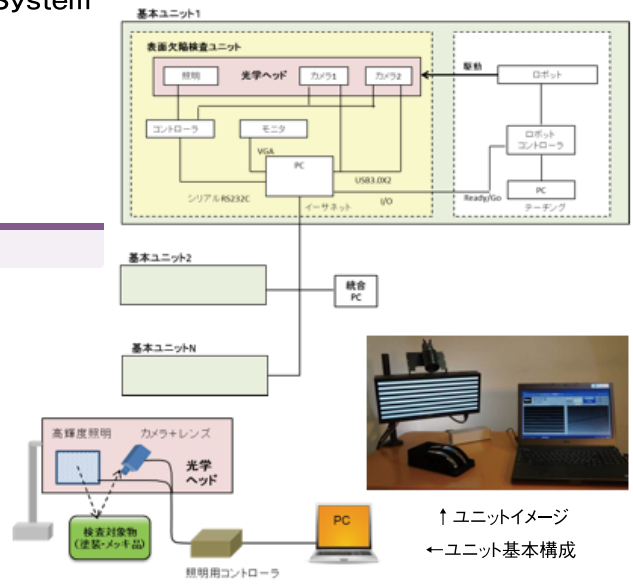 System
基本ユニット1
表面欠陥検査ユニット
照明
光学ヘッド
カメラ1
カメラ2
駆動
ロボット
コントローラ
モニタ
ロボット
コントローラ
VGA
PC
USB3.0X2
PC
シリアルRS232C
イーサネット
I/O
Ready/Go
テーチング
基本ユニット2
統合
PC
基本ユニットN
高輝度照明
カメラ+レンズ
光学
ヘッド
検査対象物
(塗装・メッキ品)
PC
照明用コントローラ
↑ユニットイメージ
←ユニット基本構成